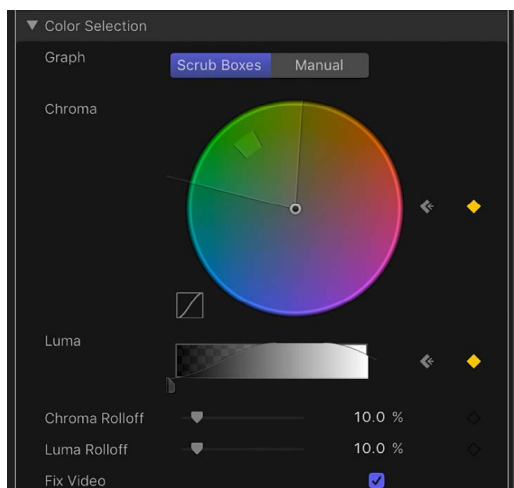 Color Selection
Graph
Scrub Boxes Manual
Chroma
Luma
Chroma Rolloff 10.0 %
Luma Rolloff 10.0 %
Fix Video